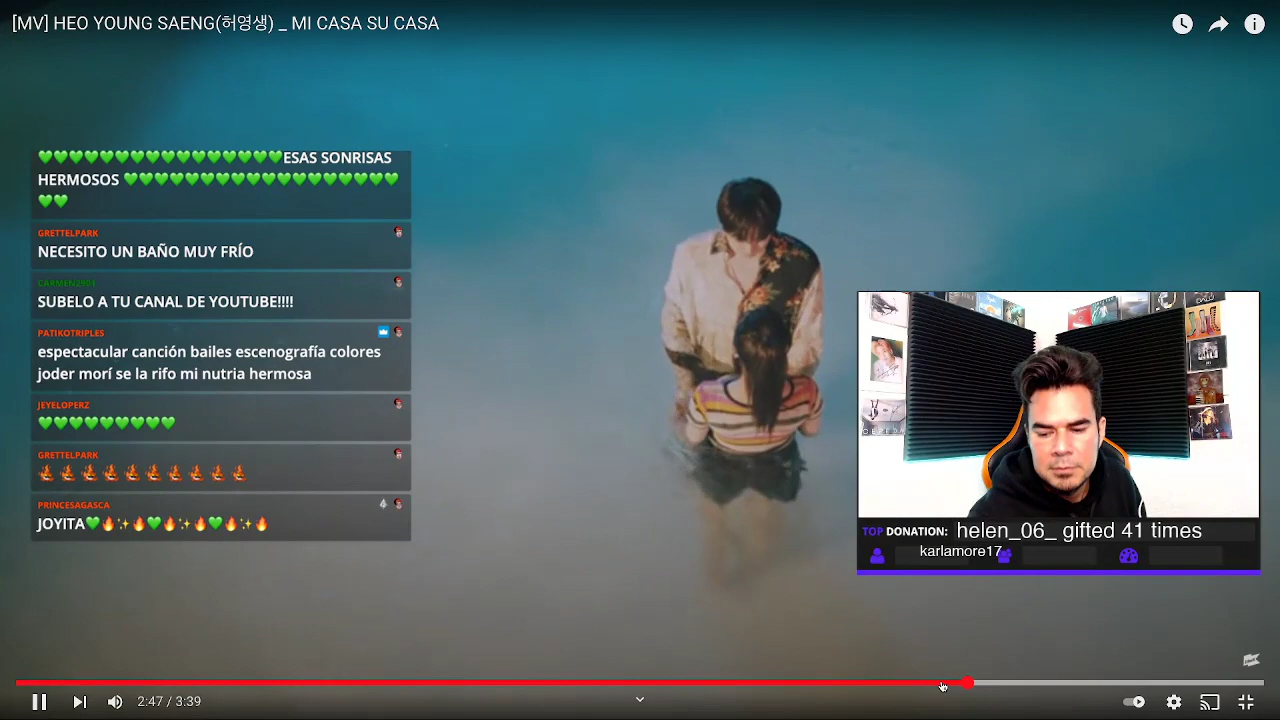 [MV] HEO YOUNG SAENG(허영생) _ MI CASA SU CASA
💚💚💚💚💚💚💚💚💚💚💚💚💚💚💚💚ESAS SONRISAS
HERMOSOS 💚💚💚💚💚💚💚💚💚💚💚💚💚💚💚💚💚💚
💚💚
GRETTELPARK
NECESITO UN BAÑO MUY FRÍO
CARMEN2901
SUBELO A TU CANAL DE YOUTUBE!!!!
PATIKOTRIPLES
espectacular canción bailes escenografía colores
joder morí se la rifo mi nutria hermosa
JEYELOPERZ
💚💚💚💚💚💚💚💚💚
GRETTELPARK
PRINCESAGASCA
JOYITA💚🔥✨🔥💚🔥✨🔥💚🔥✨🔥
TOP DONATION: helen_06_ gifted 41 times
karlamore17
2:47 / 3:39